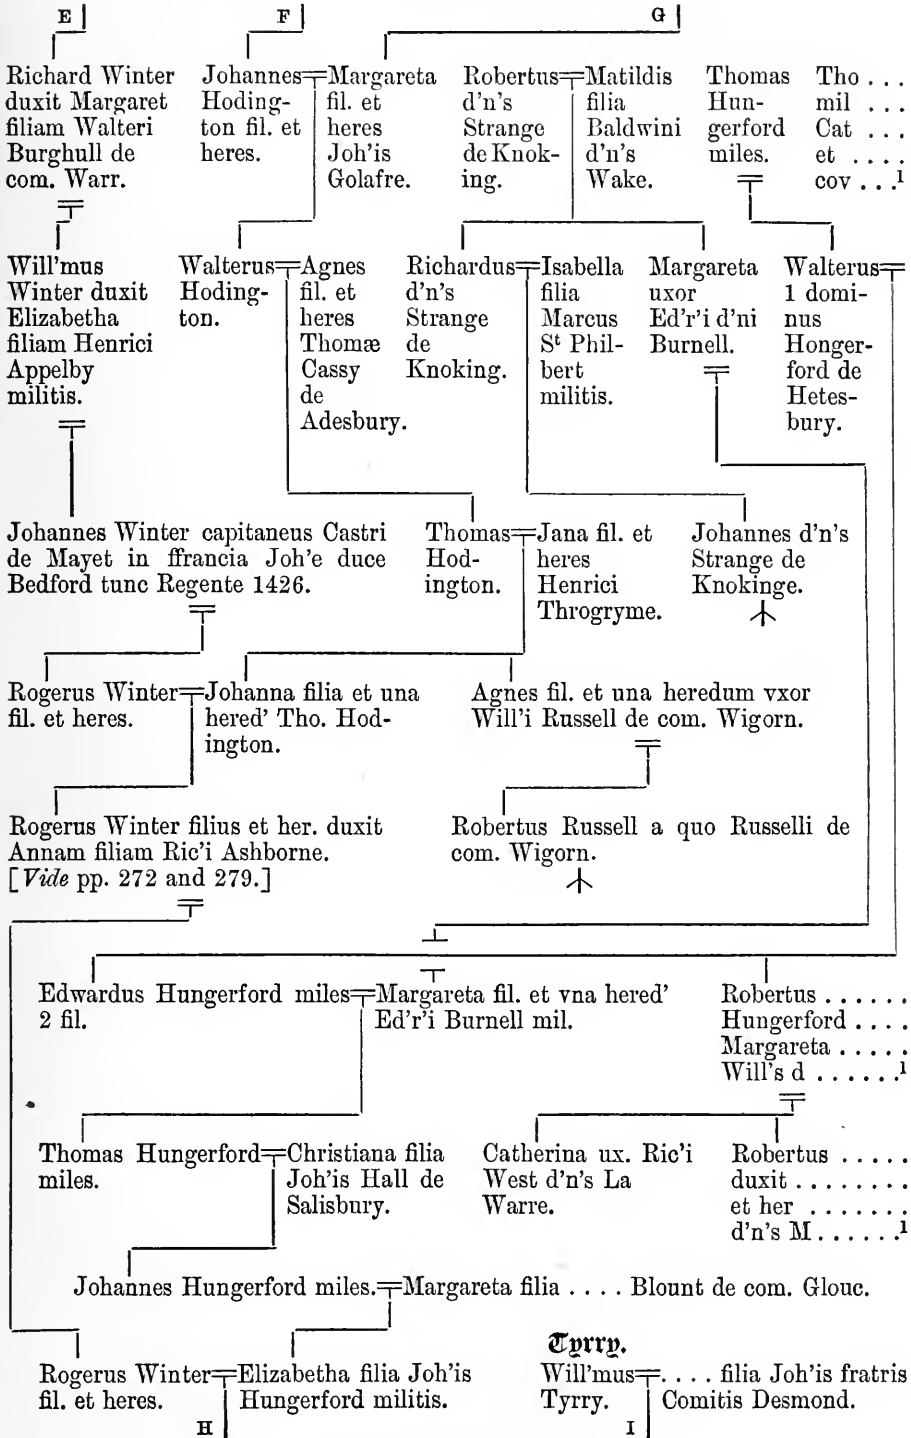 E
F
G
Richard Winter
duxit Margaret
filiam Walteri
Burghull de
com. Warr.
Johannes
Hoding-
ton fil. et
heres.
Margareta
fil. et
heres
Joh'is
Golafre.
Robertus
d'n's
Strange
de Knok-
ing.
Matildis
filia
Baldwini
d'n's
Wake.
Thomas
Hun-
gerford
miles.
Tho . . .
mil . . .
Cat . . .
et . . . .
cov . . .¹
Will'mus
Winter duxit
Elizabetha
filiam Henrici
Appelby
militis.
Walterus
Hoding-
ton.
Agnes
fil. et
heres
Thomæ
Cassy
de
Adesbury.
Richardus
d'n's
Strange
de
Knoking.
Isabella
filia
Marcus
Sᵗ Phil-
bert
militis.
Margareta
uxor
Ed'r'i d'ni
Burnell.
Walterus
1 domi-
nus
Honger-
ford de
Hetes-
bury.
Johannes Winter capitaneus Castri
de Mayet in ffrancia Joh'e duce
Bedford tunc Regente 1426.
Thomas
Hod-
ington.
Jana fil. et
heres
Henrici
Throgryme.
Johannes d'n's
Strange de
Knokinge.
Rogerus Winter
fil. et heres.
Johanna filia et una
hered' Tho. Hod-
ington.
Agnes fil. et una heredum vxor
Will'i Russell de com. Wigorn.
Rogerus Winter filius et her. duxit
Annam filiam Ric'i Ashborne.
[Vide pp. 272 and 279.]
Robertus Russell a quo Russelli de
com. Wigorn.
Edwardus Hungerford miles
2 fil.
Margareta fil. et vna hered'
Ed'r'i Burnell mil.
Robertus . . . . . .
Hungerford . . . .
Margareta . . . . .
Will's d . . . . . .¹
Thomas Hungerford
miles.
Christiana filia
Joh'is Hall de
Salisbury.
Catherina ux. Ric'i
West d'n's La
Warre.
Robertus . . . . .
duxit . . . . . . . .
et her . . . . . . .
d'n's M . . . . . .¹
Johannes Hungerford miles.
Margareta filia . . . . Blount de com. Glouc.
Rogerus Winter
fil. et heres.
Elizabetha filia Joh'is
Hungerford militis.
H
Tyrry.
Will'mus
Tyrry.
. . . . filia Joh'is fratris
Comitis Desmond.
I